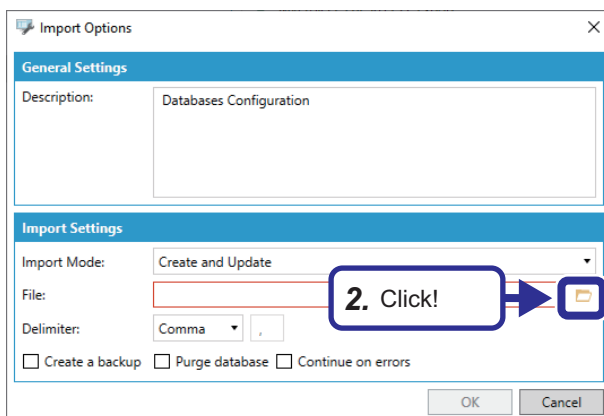 Import Options
General Settings
Description:
Databases Configuration
Import Settings
Import Mode: Create and Update
File:
2. Click!
Delimiter: Comma ,
Create a backup Purge database Continue on errors
OK Cancel